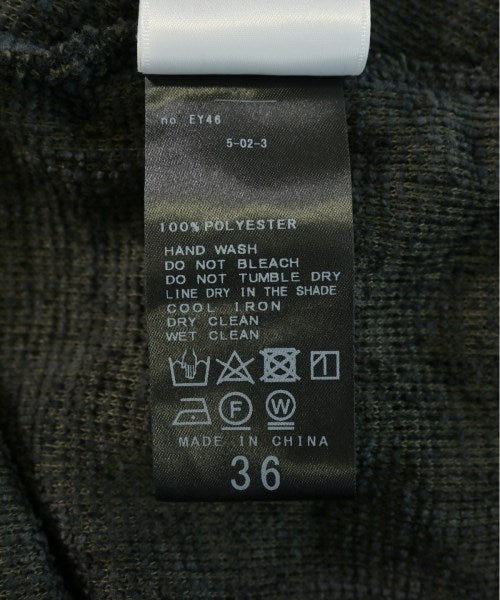 no. EY46
5-02-3
100% POLYESTER
HAND WASH
DO NOT BLEACH
DO NOT TUMBLE DRY
LINE DRY IN THE SHADE
COOL IRON
DRY CLEAN
WET CLEAN
F W
MADE IN CHINA
36